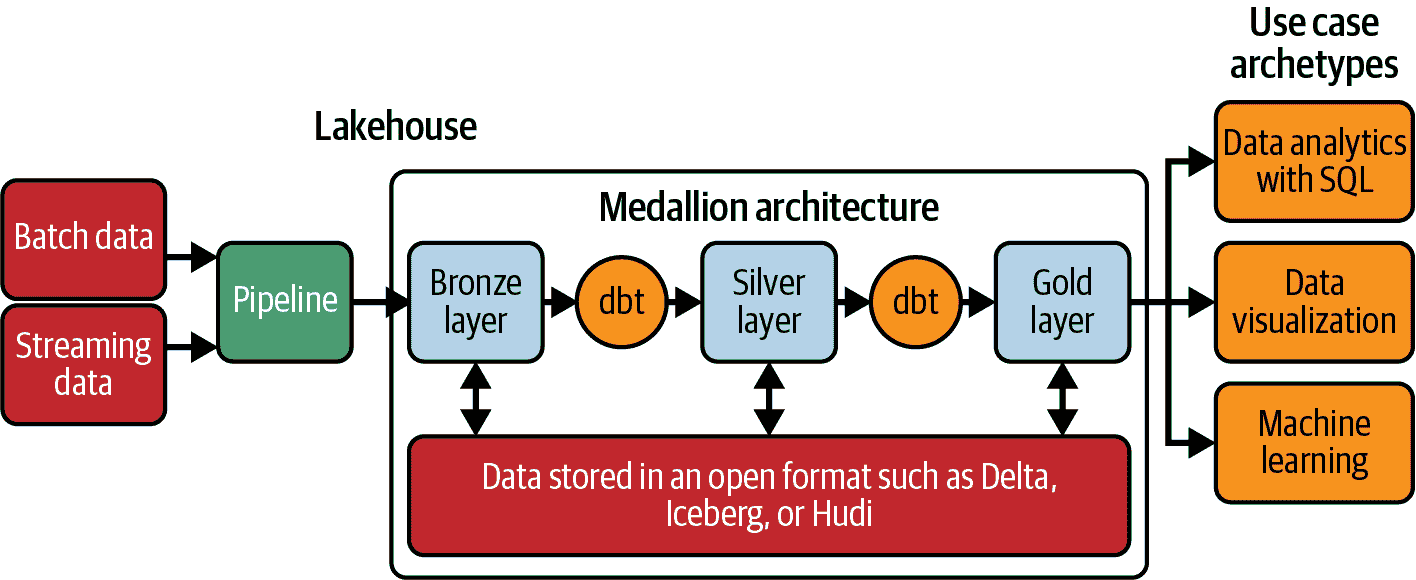 Use case
archetypes
Lakehouse
Batch data
Streaming
data
Pipeline
Medallion architecture
Bronze
layer
dbt
Silver
layer
dbt
Gold
layer
Data stored in an open format such as Delta,
Iceberg, or Hudi
Data analytics
with SQL
Data
visualization
Machine
learning